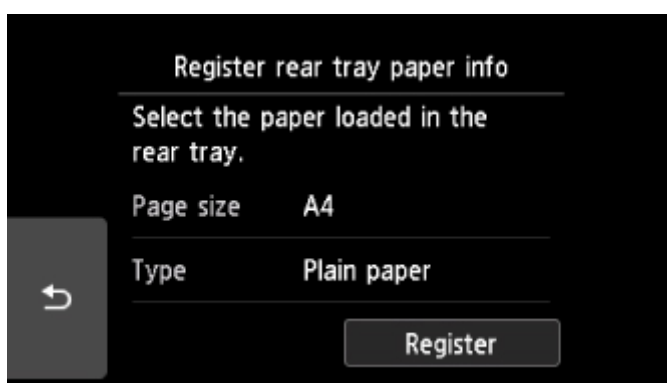 Register rear tray paper info
Select the paper loaded in the
rear tray.
Page size A4
Type Plain paper
Register